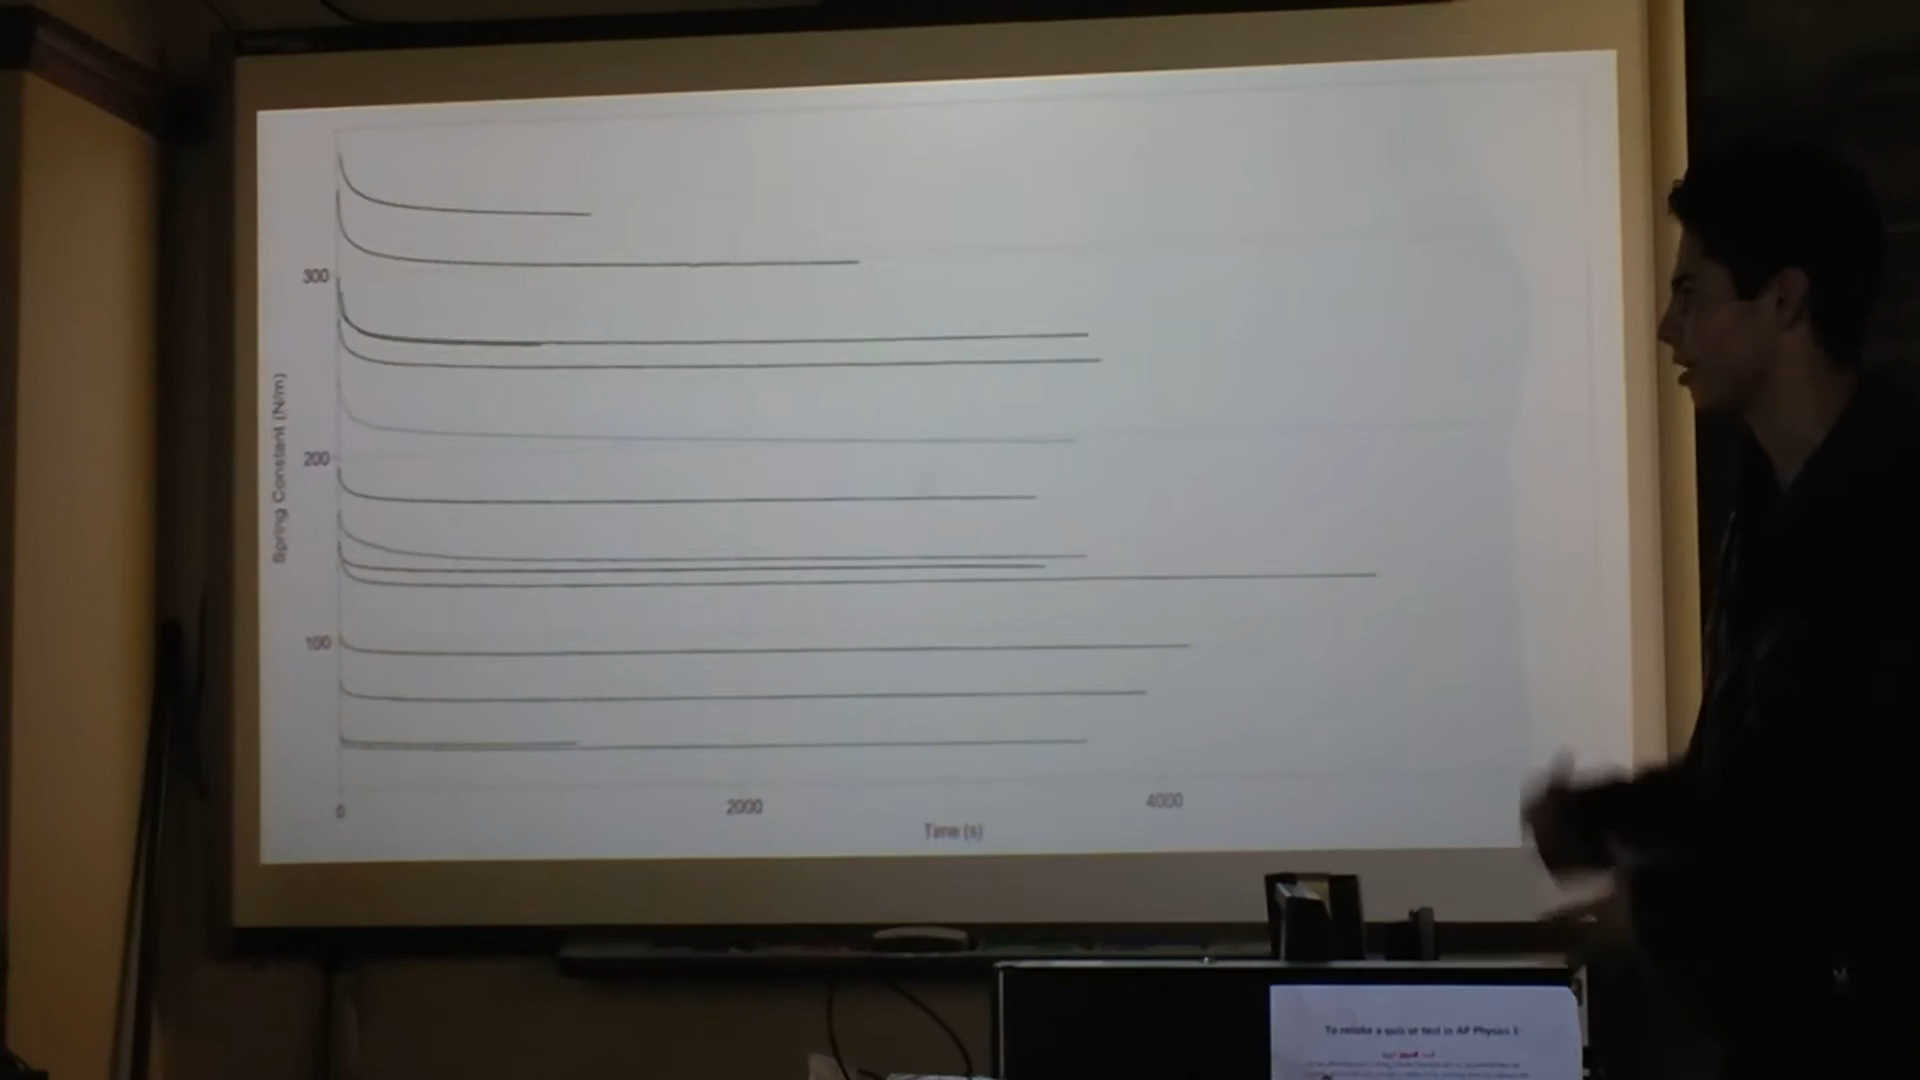 300
200
100
Spring Constant (N/m)
0
2000
4000
Time (s)
To retake a quiz or test in AP Physics 1